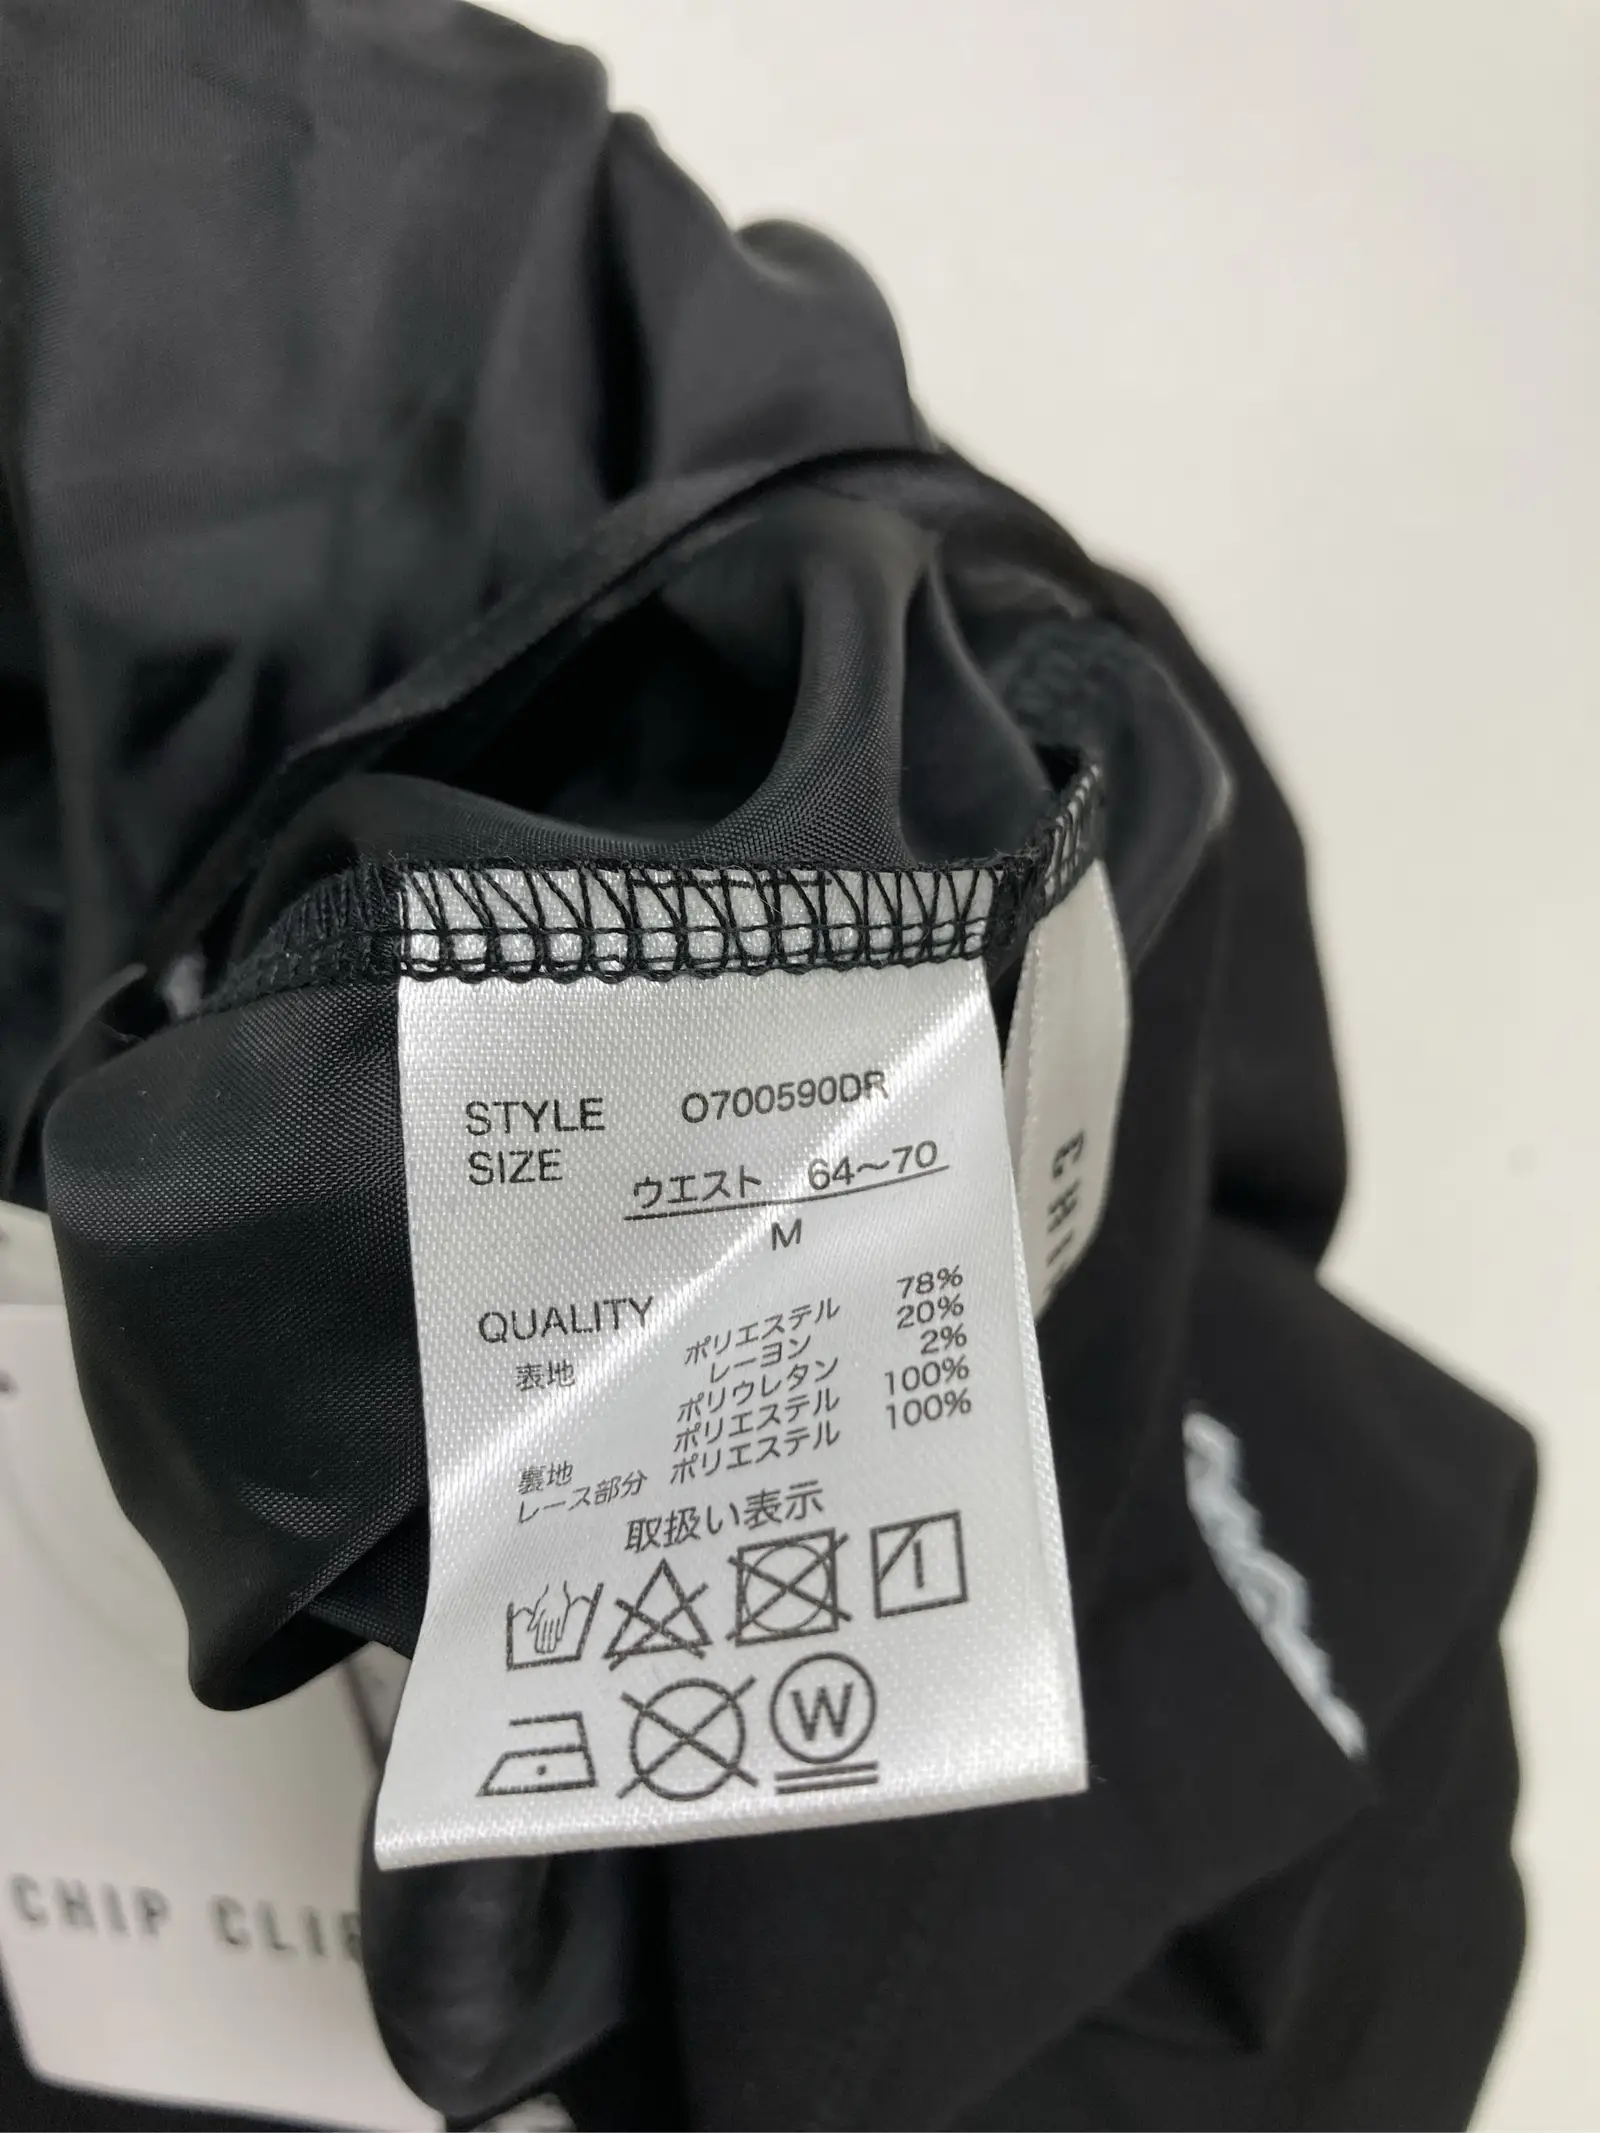 STYLE O700590DR
SIZE ウエスト 64～70
M
QUALITY
表地 ポリエステル 78%
レーヨン 20%
ポリウレタン 2%
裏地 ポリエステル 100%
レース部分 ポリエステル 100%
取扱い表示
W
CHIP